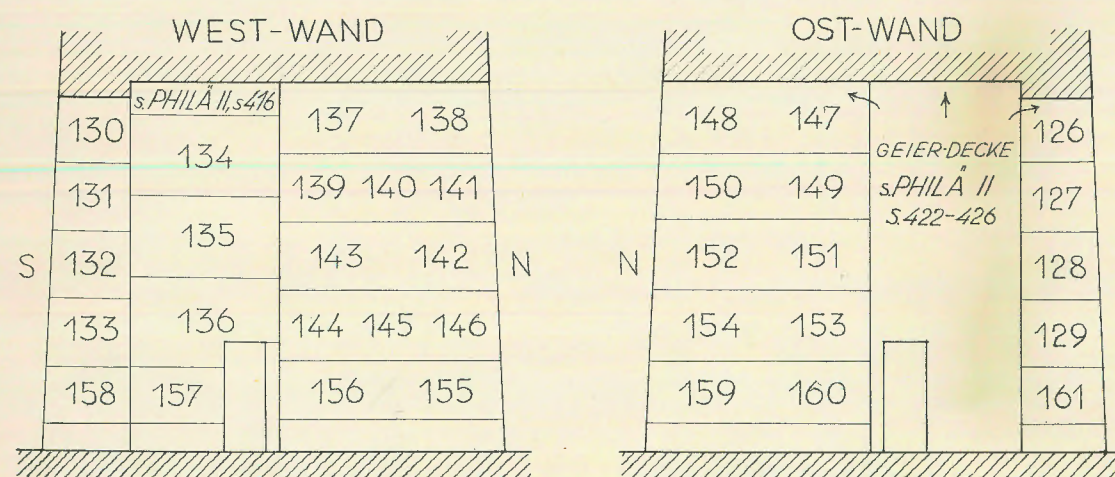 WEST-WAND
s.PHILÄ II, s416
130
134
137 138
131
139 140 141
135
S
132
143 142
N
133
136
144 145 146
158
157
156 155
OST-WAND
148 147
126
GEIER-DECKE
150 149
s.PHILÄ II
S.422-426
127
N
152 151
128
154 153
129
159 160
161